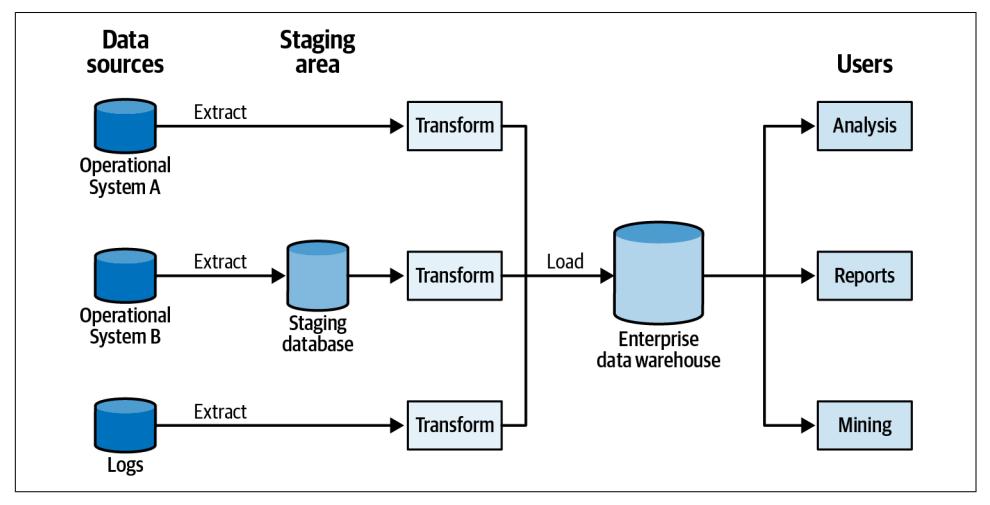 Data
sources
Staging
area
Users
Extract
Transform
Analysis
Operational
System A
Extract
Transform
Load
Reports
Operational
System B
Staging
database
Enterprise
data warehouse
Extract
Transform
Mining
Logs